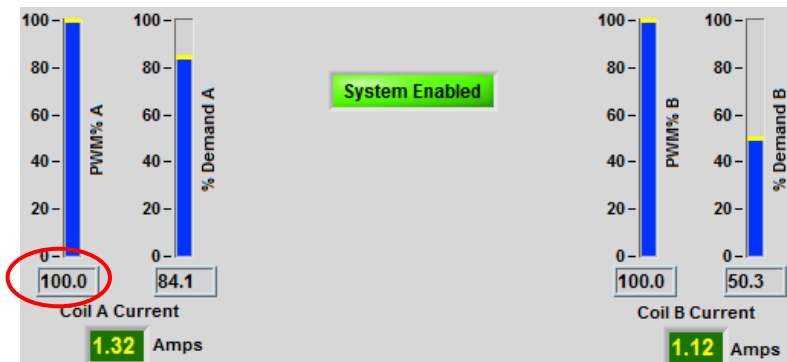 100 – 100 – 100 – 100 –
80 – 80 – 80 – 80 –
System Enabled
60 – 60 – 60 – 60 –
PWM% A
% Demand A
PWM% B
% Demand B
40 – 40 – 40 – 40 –
20 – 20 – 20 – 20 –
0 – 0 – 0 – 0 –
100.0 84.1 100.0 50.3
Coil A Current Coil B Current
1.32 Amps 1.12 Amps